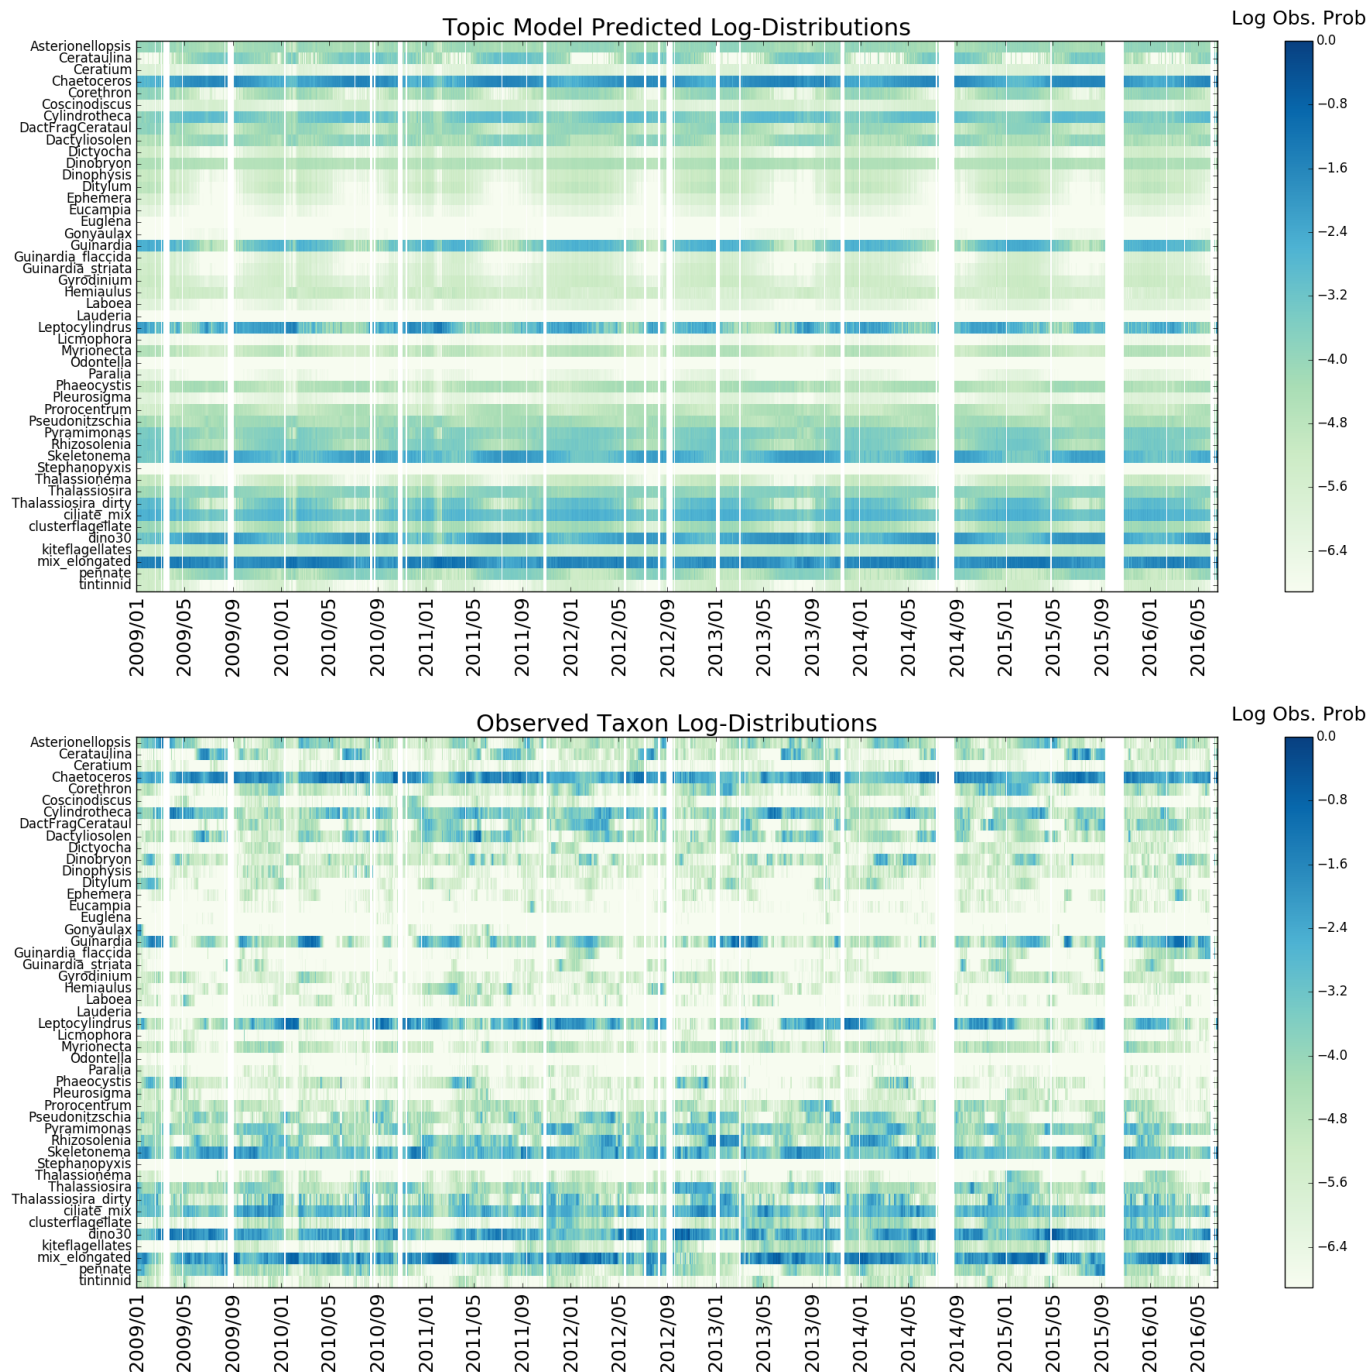 Topic Model Predicted Log-Distributions
Log Obs. Prob
Asterionellopsis
Cerataulina
Ceratium
Chaetoceros
Corethron
Coscinodiscus
Cylindrotheca
DactFragCerataul
Dactyliosolen
Dictyocha
Dinobryon
Dinophysis
Ditylum
Ephemera
Eucampia
Euglena
Gonyaulax
Guinardia
Guinardia_flaccida
Guinardia_striata
Gyrodinium
Hemiaulus
Laboea
Lauderia
Leptocylindrus
Licmophora
Myrionecta
Odontella
Paralia
Phaeocystis
Pleurosigma
Prorocentrum
Pseudonitzschia
Pyramimonas
Rhizosolenia
Skeletonema
Stephanopyxis
Thalassionema
Thalassiosira
Thalassiosira_dirty
ciliate_mix
clusterflagellate
dino30
kiteflagellates
mix_elongated
pennate
tintinnid
0.0
−0.8
−1.6
−2.4
−3.2
−4.0
−4.8
−5.6
−6.4
2009/01
2009/05
2009/09
2010/01
2010/05
2010/09
2011/01
2011/05
2011/09
2012/01
2012/05
2012/09
2013/01
2013/05
2013/09
2014/01
2014/05
2014/09
2015/01
2015/05
2015/09
2016/01
2016/05
Observed Taxon Log-Distributions
Log Obs. Prob
Asterionellopsis
Cerataulina
Ceratium
Chaetoceros
Corethron
Coscinodiscus
Cylindrotheca
DactFragCerataul
Dactyliosolen
Dictyocha
Dinobryon
Dinophysis
Ditylum
Ephemera
Eucampia
Euglena
Gonyaulax
Guinardia
Guinardia_flaccida
Guinardia_striata
Gyrodinium
Hemiaulus
Laboea
Lauderia
Leptocylindrus
Licmophora
Myrionecta
Odontella
Paralia
Phaeocystis
Pleurosigma
Prorocentrum
Pseudonitzschia
Pyramimonas
Rhizosolenia
Skeletonema
Stephanopyxis
Thalassionema
Thalassiosira
Thalassiosira_dirty
ciliate_mix
clusterflagellate
dino30
kiteflagellates
mix_elongated
pennate
tintinnid
0.0
−0.8
−1.6
−2.4
−3.2
−4.0
−4.8
−5.6
−6.4
2009/01
2009/05
2009/09
2010/01
2010/05
2010/09
2011/01
2011/05
2011/09
2012/01
2012/05
2012/09
2013/01
2013/05
2013/09
2014/01
2014/05
2014/09
2015/01
2015/05
2015/09
2016/01
2016/05